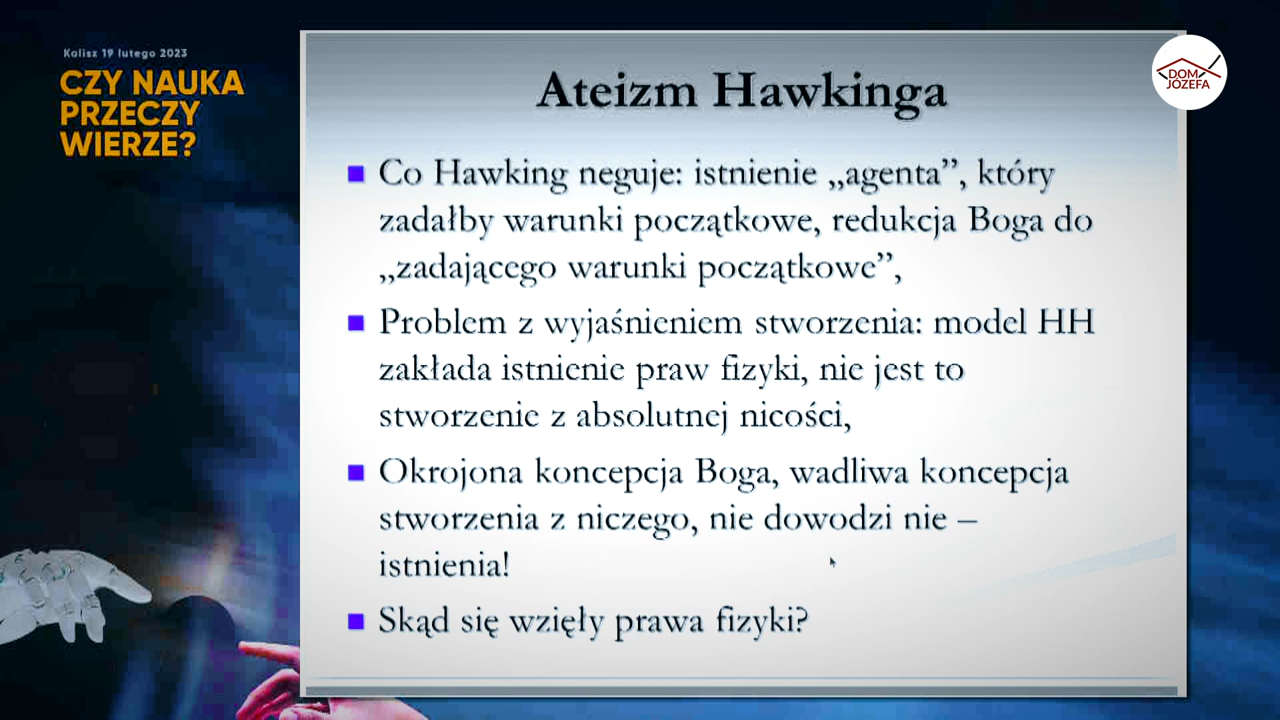 Kalisz 19 lutego 2023
CZY NAUKA
PRZECZY
WIERZE?
DOM
JÓZEFA
Ateizm Hawkinga
Co Hawking neguje: istnienie „agenta”, który
zadałby warunki początkowe, redukcja Boga do
„zadającego warunki początkowe”,
Problem z wyjaśnieniem stworzenia: model HH
zakłada istnienie praw fizyki, nie jest to
stworzenie z absolutnej nicości,
Okrojona koncepcja Boga, wadliwa koncepcja
stworzenia z niczego, nie dowodzi nie –
istnienia!
Skąd się wzięły prawa fizyki?